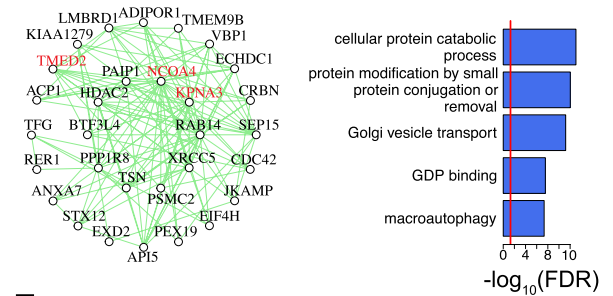 ADIPOR1
LMBRD1
TMEM9B
KIAA1279
VBP1
TMED2
ECHDC1
PAIP1
NCOA4
ACP1
HDAC2
KPNA3
CRBN
TFG
BTF3L4
RAB14
SEP15
RER1
PPP1R8
XRCC5
CDC42
TSN
ANXA7
PSMC2
JKAMP
STX12
EIF4H
EXD2
PEX19
API5
cellular protein catabolic
process
protein modification by small
protein conjugation or
removal
Golgi vesicle transport
GDP binding
macroautophagy
0 4 8 10
-log10(FDR)